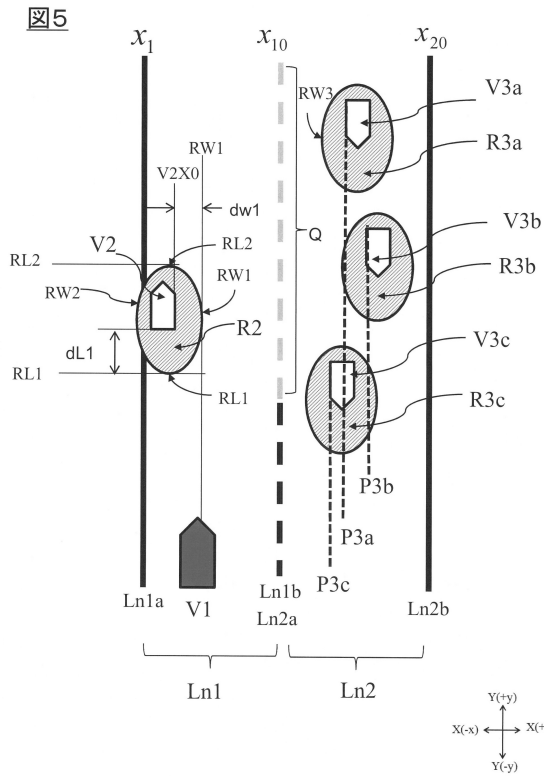 図5
x1 x10 x20
RW3
V3a
RW1
V2X0
R3a
dw1
V3b
Q
V2
RL2
RL2
RW2
RW1
R3b
R2
V3c
dL1
RL1
RL1
R3c
P3b
P3a
P3c
Ln1a
V1
Ln1b
Ln2a
Ln2b
Ln1
Ln2
Y(+y)
X(-x)
X(+
Y(-y)